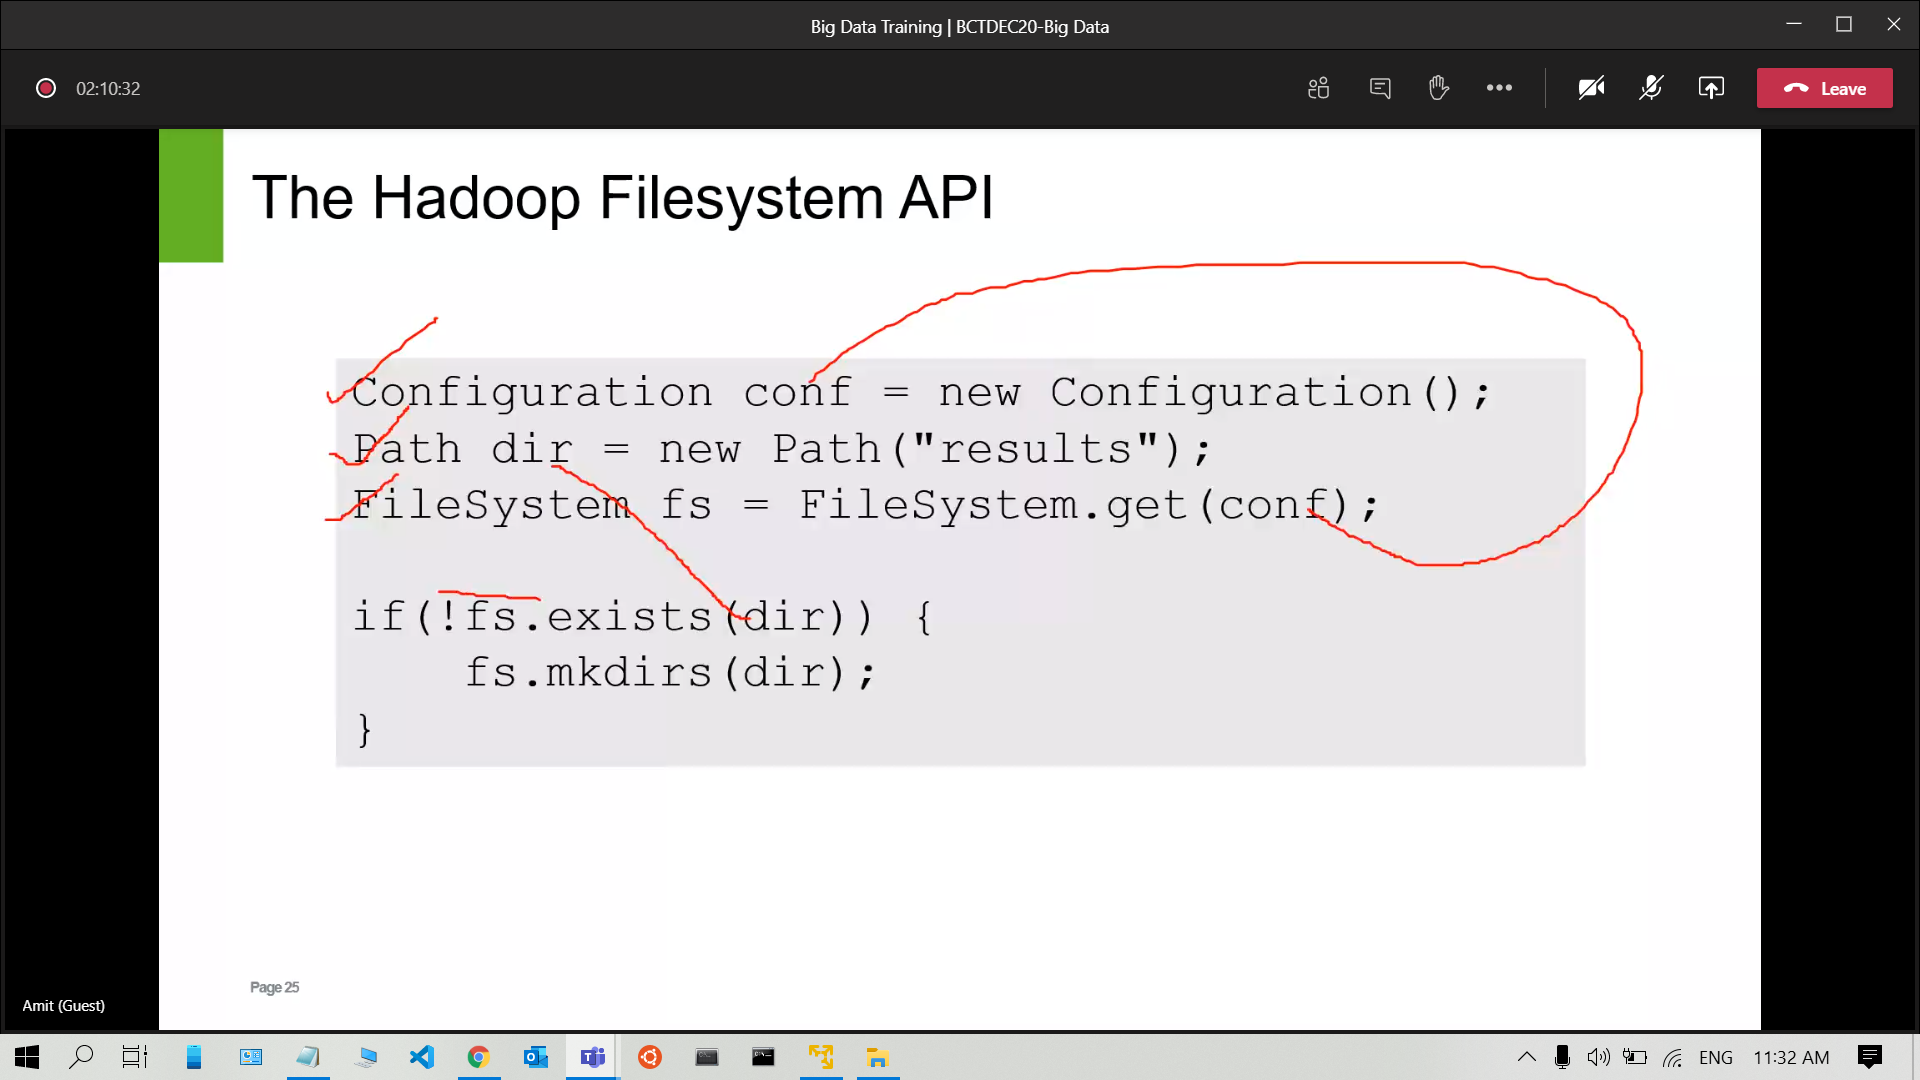 Big Data Training | BCTDEC20-Big Data
02:10:32
Leave
The Hadoop Filesystem API
Configuration conf = new Configuration();
Path dir = new Path("results");
FileSystem fs = FileSystem.get(conf);
if(!fs.exists(dir)) {
fs.mkdirs(dir);
}
Page 25
Amit (Guest)
ENG
11:32 AM